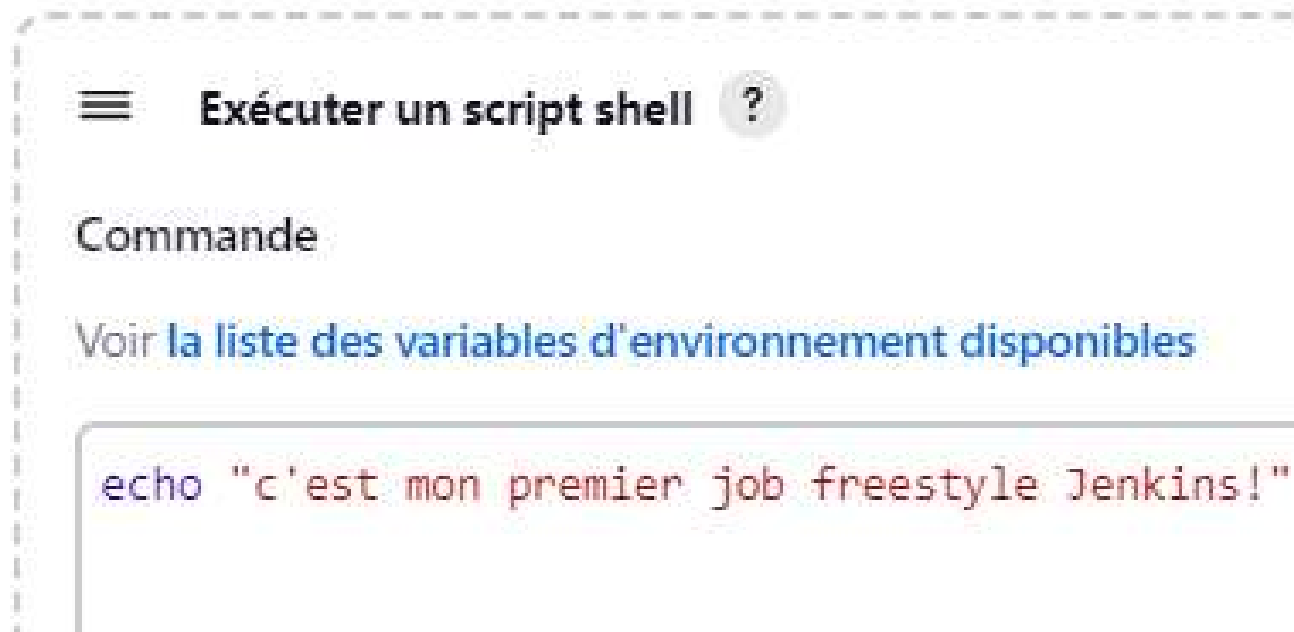 Exécuter un script shell ?
Commande
Voir la liste des variables d'environnement disponibles
echo "c'est mon premier job freestyle Jenkins!"